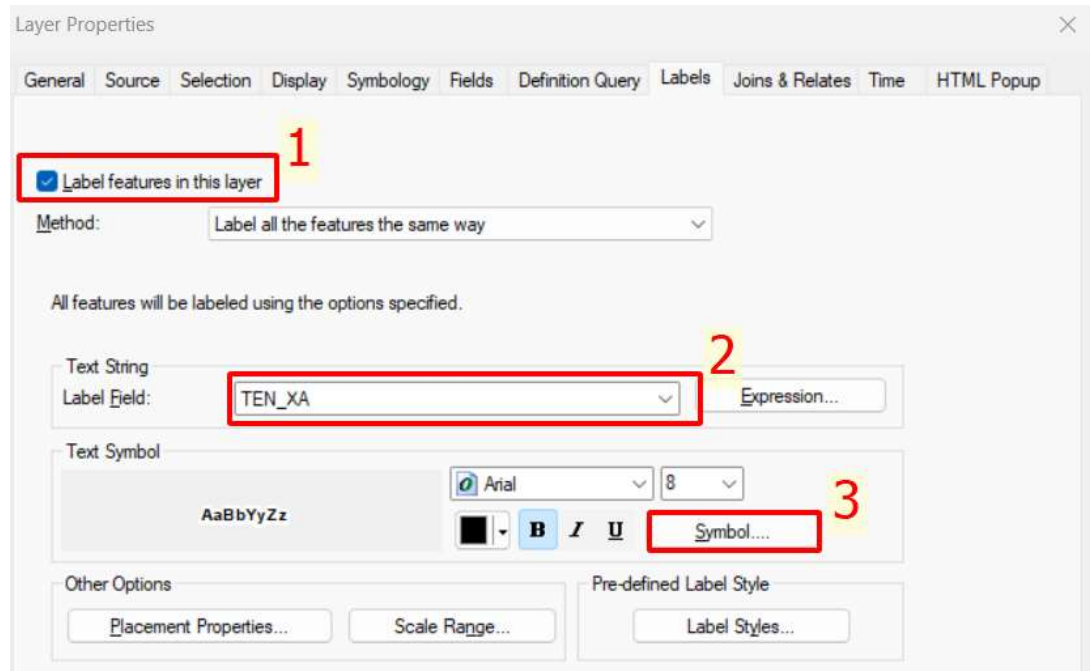 Layer Properties
General Source Selection Display Symbology Fields Definition Query Labels Joins & Relates Time HTML Popup
1
Label features in this layer
Method: Label all the features the same way
All features will be labeled using the options specified.
2
Text String
Label Field: TEN_XA Expression...
Text Symbol
AaBbYyZz
Arial 8
3
B I U Symbol....
Other Options Pre-defined Label Style
Placement Properties... Scale Range... Label Styles...